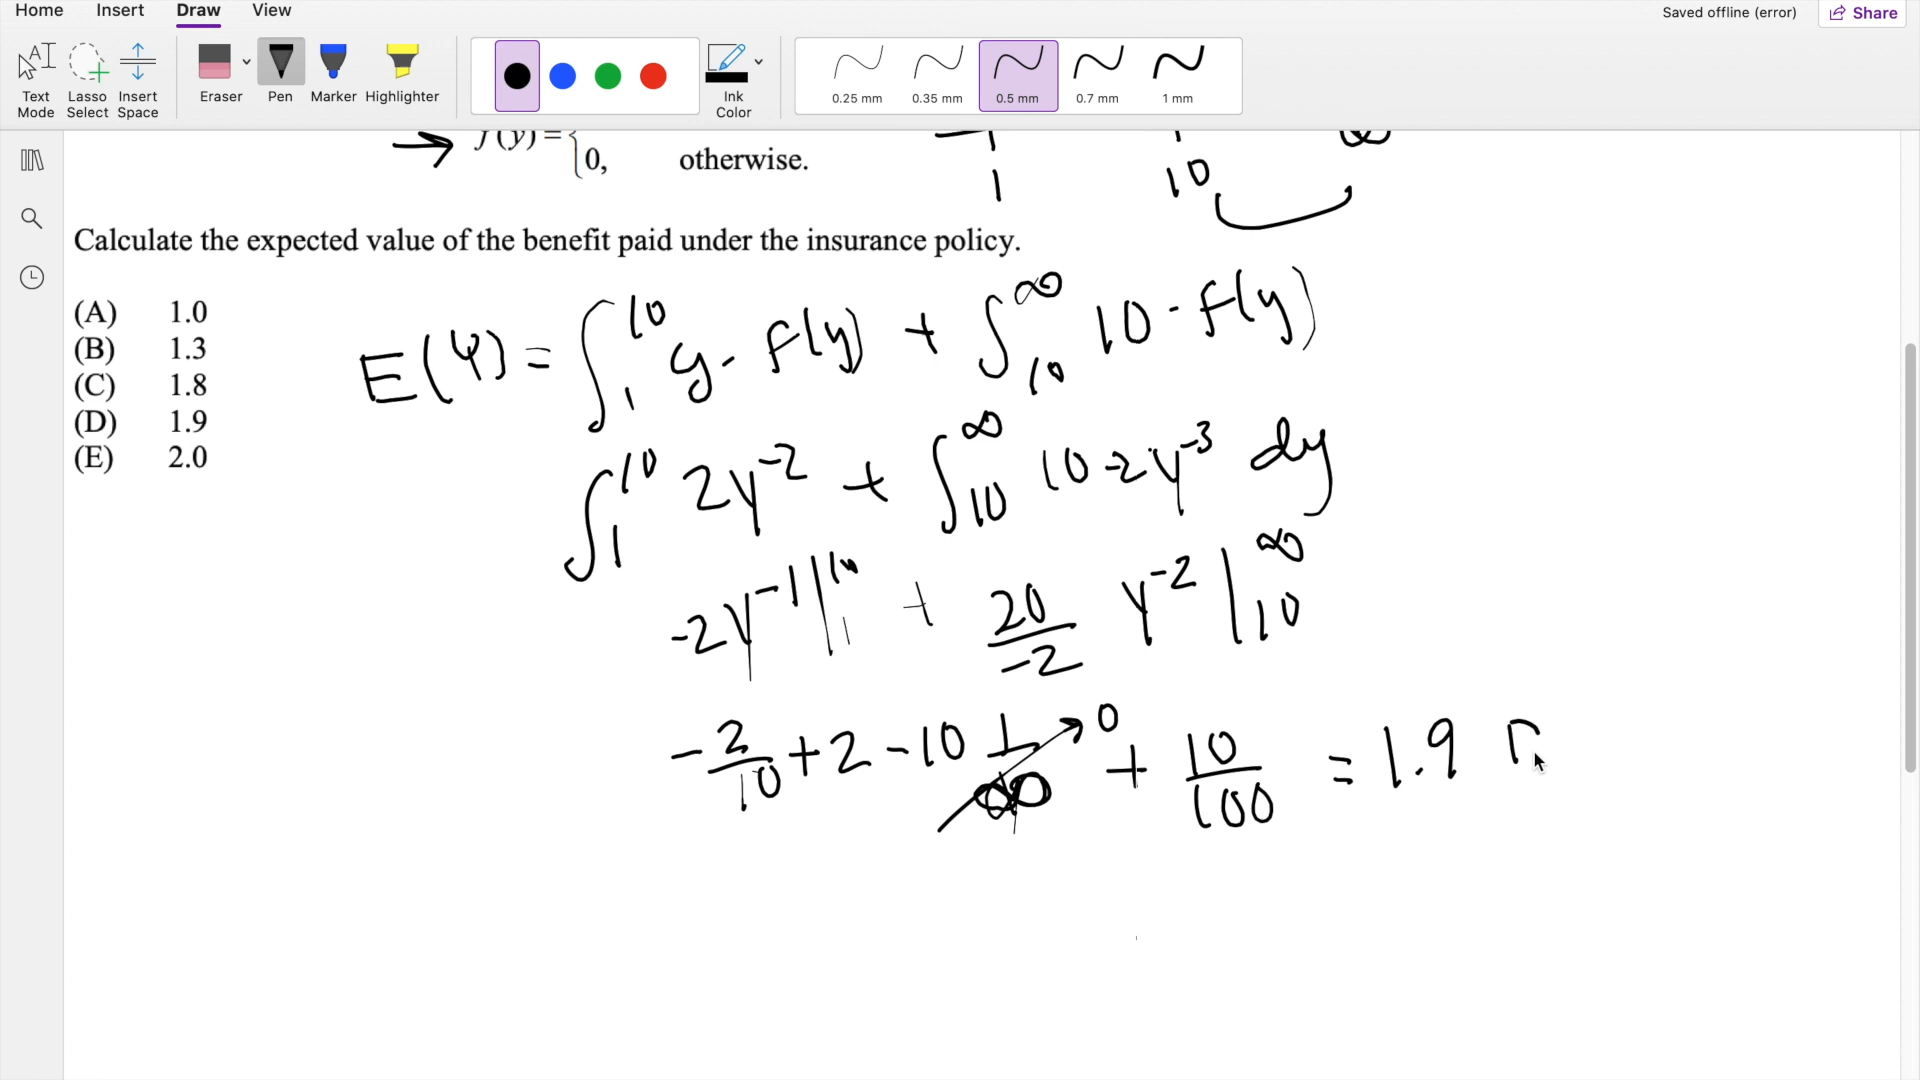 Home Insert Draw View Saved offline (error) Share
Text Mode Lasso Select Insert Space Eraser Pen Marker Highlighter Ink Color 0.25 mm 0.35 mm 0.5 mm 0.7 mm 1 mm
f(y) = {0, otherwise.
1 10 ∞
Calculate the expected value of the benefit paid under the insurance policy.
(A) 1.0
(B) 1.3
(C) 1.8
(D) 1.9
(E) 2.0
E(Y) = ∫₁¹⁰ y · f(y) + ∫₁₀^∞ 10 · f(y)
∫₁¹⁰ 2y⁻² + ∫₁₀^∞ 10·2y⁻³ dy
-2y⁻¹|₁¹⁰ + 20/-2 y⁻²|₁₀^∞
-2/10 + 2 - 10 1/∞ → 0 + 10/100 = 1.9